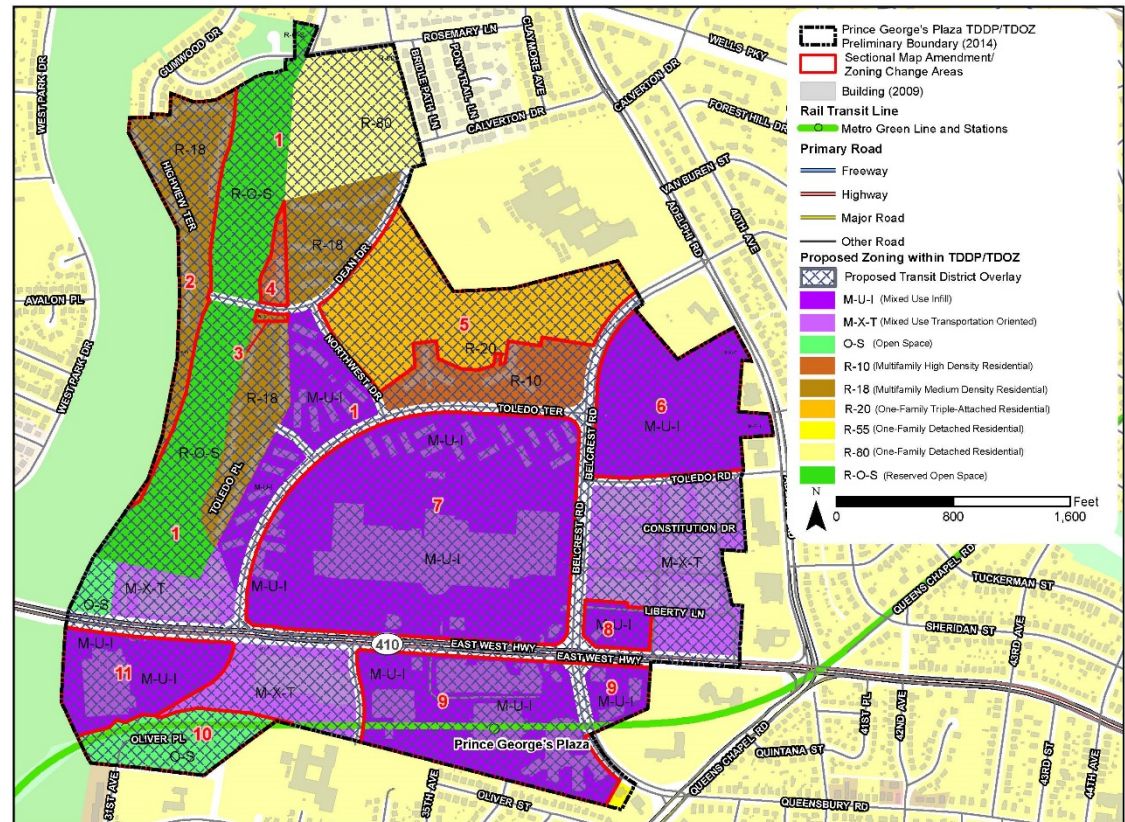 GUMWOOD DR
WEST PARK DR
ROSEMARY LN
BRIDLE PATH LN
PONY TRAIL LN
CLAYMORE AVE
CALVERTON DR
CALVERTON DR
WELLS PKY
FOREST HILL DR
VAN BUREN ST
ADELPHI RD
40TH AVE
R-80
R-18
HIGHVIEW TER
1
R-O-S
2
R-18
DEAN DR
4
3
AVALON PL
WEST PARK DR
5
R-20
R-10
NORTHWEST DR
TOLEDO TER
M-U-I
1
R-18
R-O-S
TOLEDO PL
M-U-I
1
6
M-U-I
BELCREST RD
TOLEDO RD
M-U-I
7
M-U-I
M-U-I
BELCREST RD
CONSTITUTION DR
M-X-T
LIBERTY LN
M-U-I
8
M-X-T
O-S
410
EAST WEST HWY
EAST WEST HWY
M-U-I
11
M-U-I
M-X-T
9
M-U-I
9
M-U-I
OLIVER PL
10
O-S
Prince George's Plaza
31ST AVE
35TH AVE
OLIVER ST
QUEENS CHAPEL RD
QUEENS CHAPEL RD
TUCKERMAN ST
SHERIDAN ST
43RD AVE
41ST PL
42ND AVE
QUINTANA ST
QUEENSBURY RD
43RD ST
44TH AVE
Prince George's Plaza TDDP/TDOZ
Preliminary Boundary (2014)
Sectional Map Amendment/
Zoning Change Areas
Building (2009)
Rail Transit Line
Metro Green Line and Stations
Primary Road
Freeway
Highway
Major Road
Other Road
Proposed Zoning within TDDP/TDOZ
Proposed Transit District Overlay
M-U-I (Mixed Use Infill)
M-X-T (Mixed Use Transportation Oriented)
O-S (Open Space)
R-10 (Multifamily High Density Residential)
R-18 (Multifamily Medium Density Residential)
R-20 (One-Family Triple-Attached Residential)
R-55 (One-Family Detached Residential)
R-80 (One-Family Detached Residential)
R-O-S (Reserved Open Space)
N
Feet
0 800 1,600